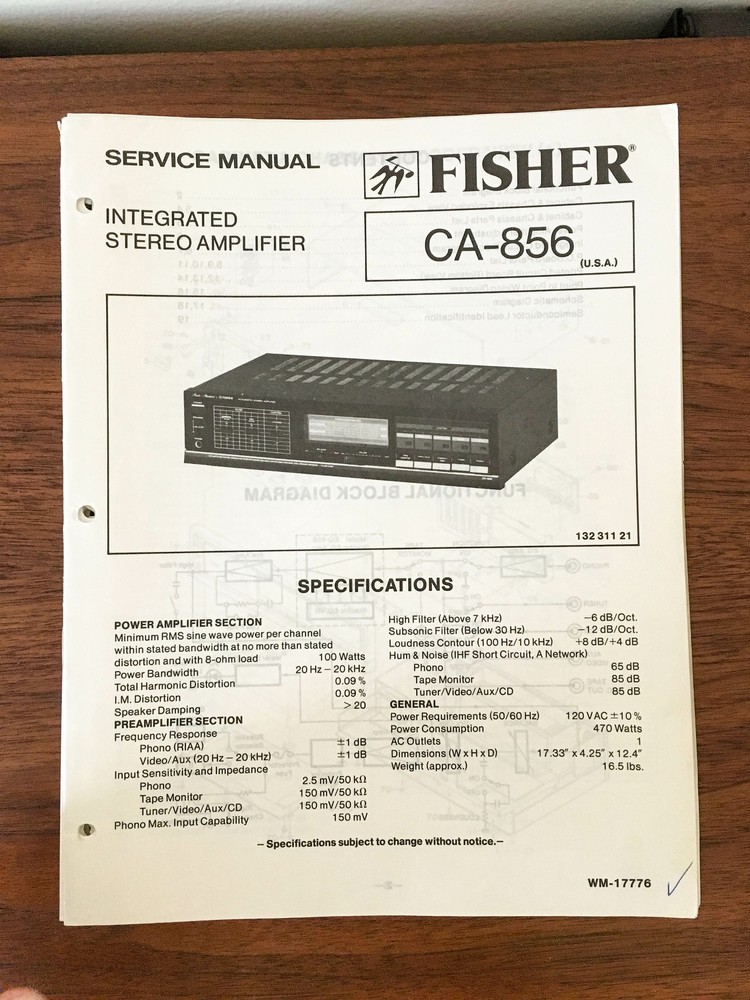 SERVICE MANUAL
FISHER®
INTEGRATED
STEREO AMPLIFIER
CA-856
(U.S.A.)
132 311 21
SPECIFICATIONS
POWER AMPLIFIER SECTION
Minimum RMS sine wave power per channel
within stated bandwidth at no more than stated
distortion and with 8-ohm load 100 Watts
Power Bandwidth 20 Hz – 20 kHz
Total Harmonic Distortion 0.09 %
I.M. Distortion 0.09 %
Speaker Damping > 20
PREAMPLIFIER SECTION
Frequency Response
Phono (RIAA) ±1 dB
Video/Aux (20 Hz – 20 kHz) ±1 dB
Input Sensitivity and Impedance
Phono 2.5 mV/50 kΩ
Tape Monitor 150 mV/50 kΩ
Tuner/Video/Aux/CD 150 mV/50 kΩ
Phono Max. Input Capability 150 mV
High Filter (Above 7 kHz) –6 dB/Oct.
Subsonic Filter (Below 30 Hz) –12 dB/Oct.
Loudness Contour (100 Hz/10 kHz) +8 dB/+4 dB
Hum & Noise (IHF Short Circuit, A Network)
Phono 65 dB
Tape Monitor 85 dB
Tuner/Video/Aux/CD 85 dB
GENERAL
Power Requirements (50/60 Hz) 120 VAC ±10 %
Power Consumption 470 Watts
AC Outlets 1
Dimensions (W x H x D) 17.33" x 4.25" x 12.4"
Weight (approx.) 16.5 lbs.
– Specifications subject to change without notice.–
WM-17776